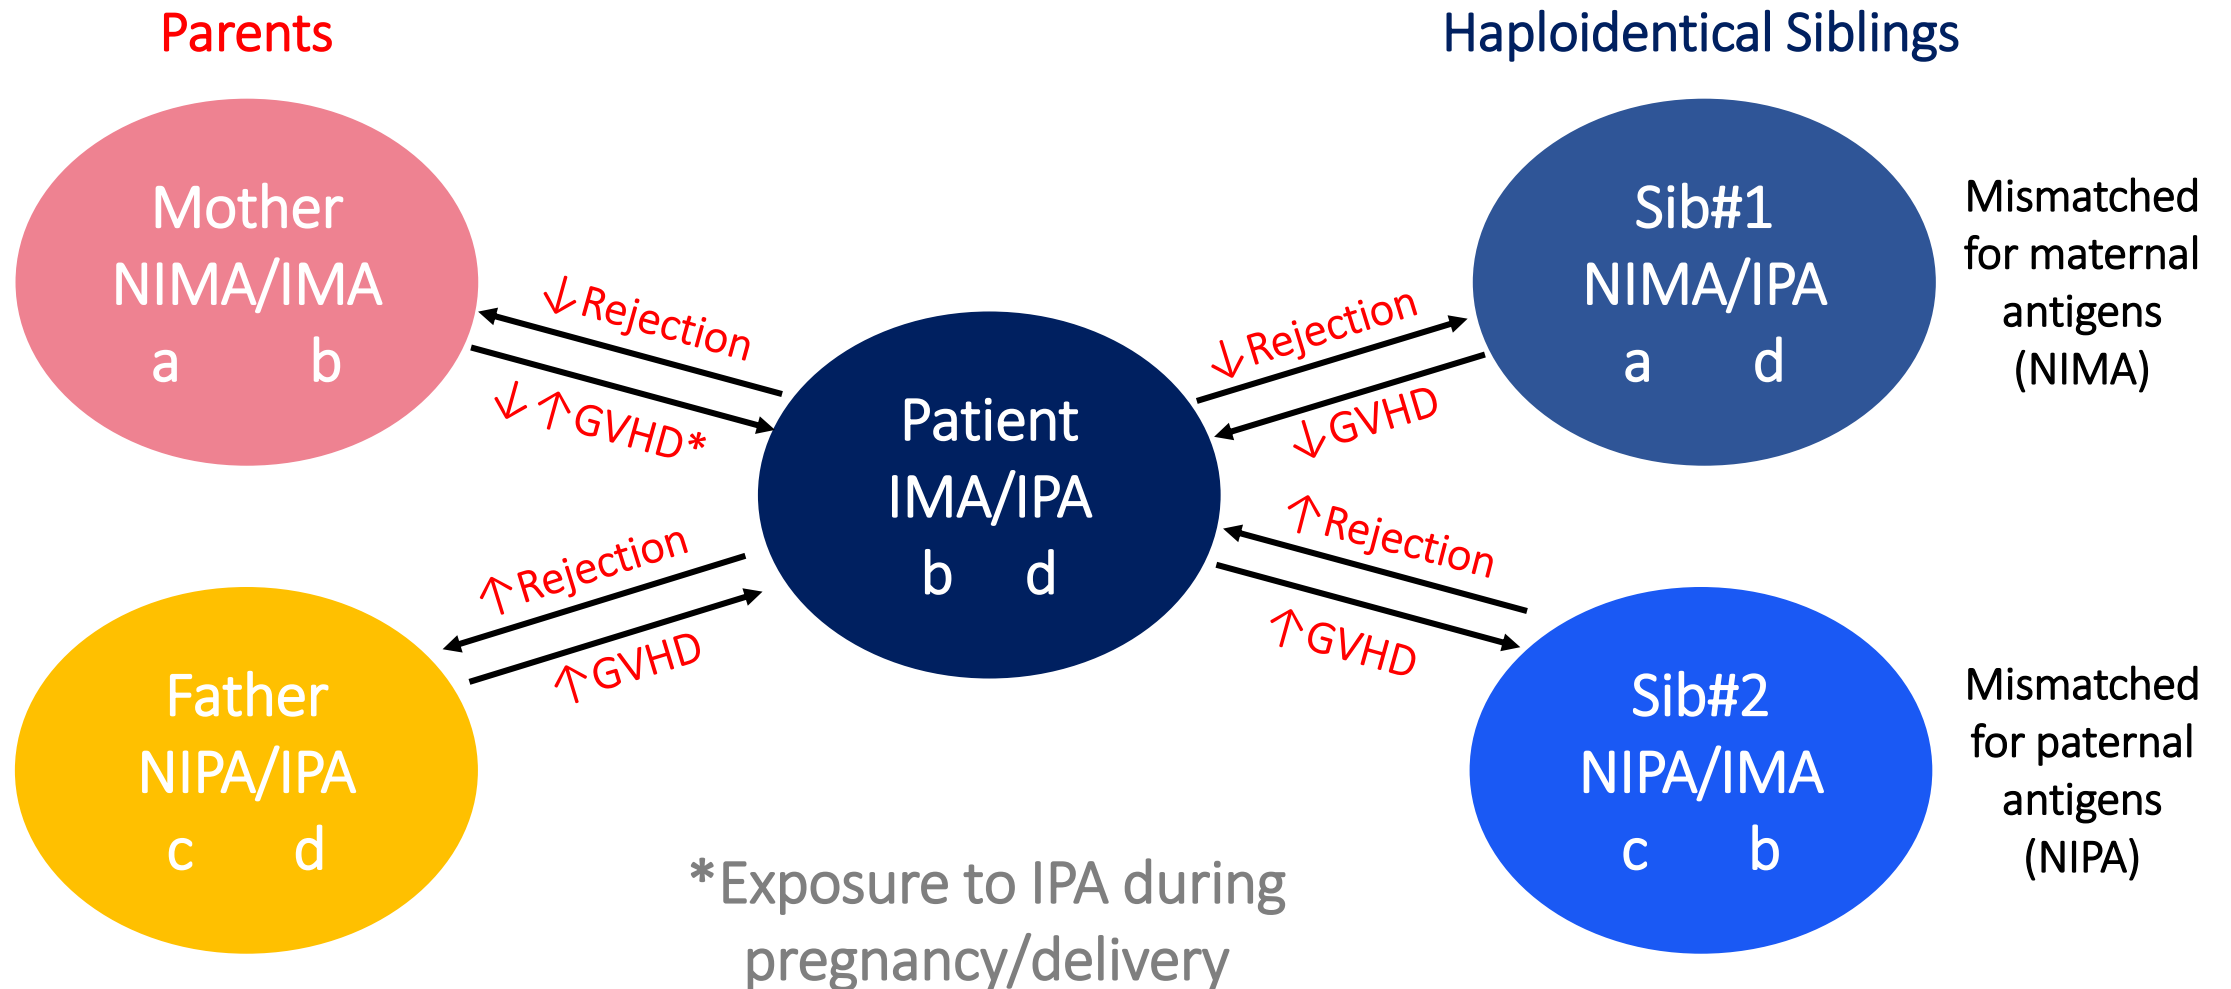 Parents
Haploidentical Siblings
Mother
NIMA/IMA
a b
↓Rejection
↓↑GVHD*
Patient
IMA/IPA
b d
↓Rejection
↓GVHD
Sib#1
NIMA/IPA
a d
Mismatched
for maternal
antigens
(NIMA)
Father
NIPA/IPA
c d
↑Rejection
↑GVHD
↑Rejection
↑GVHD
Sib#2
NIPA/IMA
c b
Mismatched
for paternal
antigens
(NIPA)
*Exposure to IPA during
pregnancy/delivery